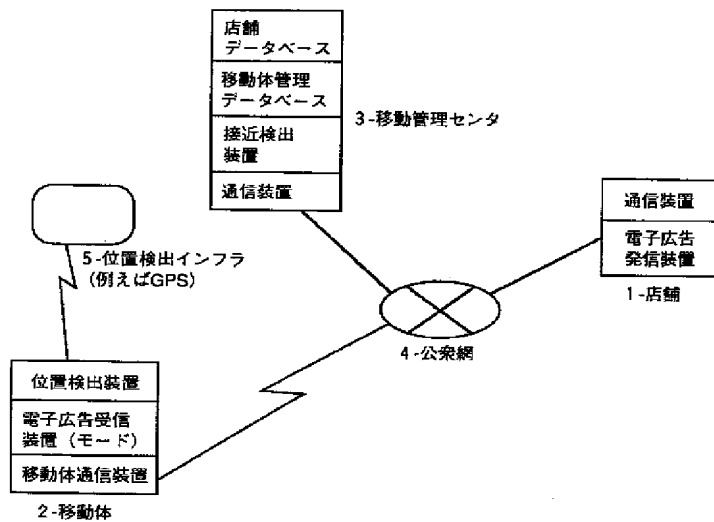 店舗
データベース
移動体管理
データベース
接近検出
装置
通信装置
3-移動管理センタ
通信装置
電子広告
発信装置
1-店舗
5-位置検出インフラ
(例えばGPS)
4-公衆網
位置検出装置
電子広告受信
装置（モード）
移動体通信装置
2-移動体